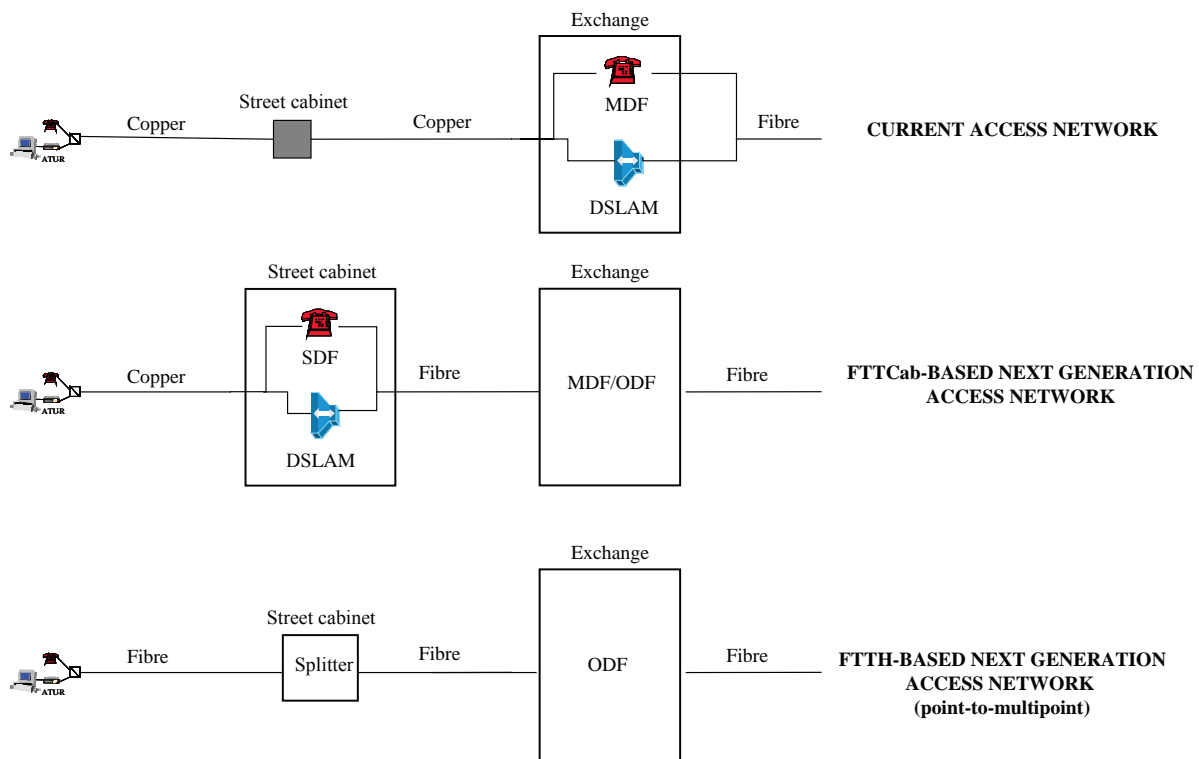 Exchange
MDF
Street cabinet
Copper
Copper
Fibre
CURRENT ACCESS NETWORK
ATUR
DSLAM
Street cabinet
Exchange
SDF
Copper
Fibre
MDF/ODF
Fibre
FTTCab-BASED NEXT GENERATION
ACCESS NETWORK
ATUR
DSLAM
Exchange
Street cabinet
Fibre
Splitter
Fibre
ODF
Fibre
FTTH-BASED NEXT GENERATION
ACCESS NETWORK
(point-to-multipoint)
ATUR